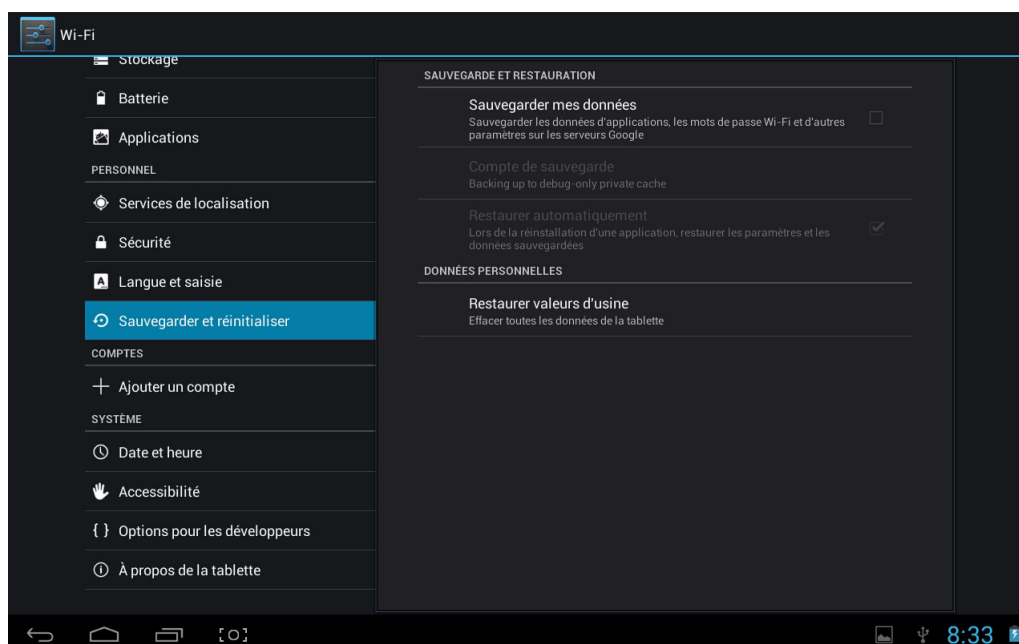 Wi-Fi
Stockage
Batterie
Applications
PERSONNEL
Services de localisation
Sécurité
Langue et saisie
Sauvegarder et réinitialiser
COMPTES
Ajouter un compte
SYSTÈME
Date et heure
Accessibilité
{ } Options pour les développeurs
À propos de la tablette
SAUVEGARDE ET RESTAURATION
Sauvegarder mes données
Sauvegarder les données d'applications, les mots de passe Wi-Fi et d'autres
paramètres sur les serveurs Google
Compte de sauvegarde
Backing up to debug-only private cache
Restaurer automatiquement
Lors de la réinstallation d'une application, restaurer les paramètres et les
données sauvegardées
DONNÉES PERSONNELLES
Restaurer valeurs d'usine
Effacer toutes les données de la tablette
8:33